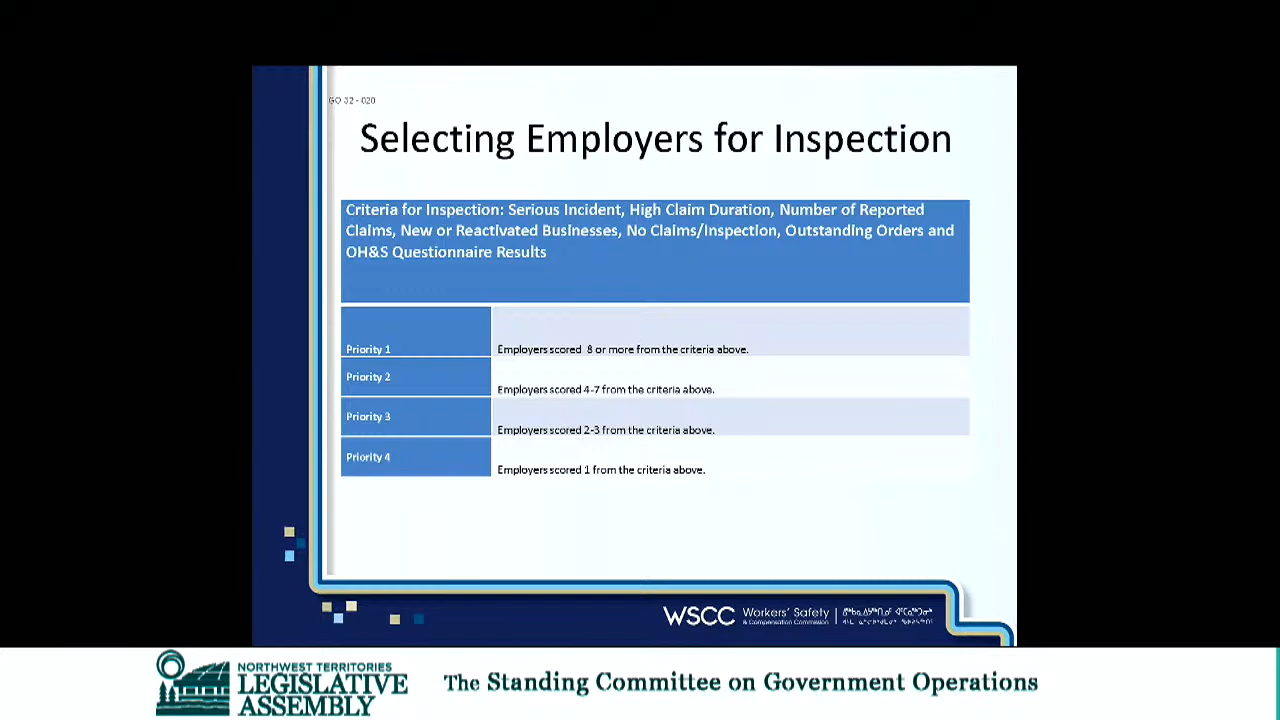 GO 32 - 020
Selecting Employers for Inspection
Criteria for Inspection: Serious Incident, High Claim Duration, Number of Reported
Claims, New or Reactivated Businesses, No Claims/Inspection, Outstanding Orders and
OH&S Questionnaire Results
Priority 1
Employers scored 8 or more from the criteria above.
Priority 2
Employers scored 4-7 from the criteria above.
Priority 3
Employers scored 2-3 from the criteria above.
Priority 4
Employers scored 1 from the criteria above.
WSCC
Workers' Safety
& Compensation Commission
NORTHWEST TERRITORIES
LEGISLATIVE
ASSEMBLY
The Standing Committee on Government Operations